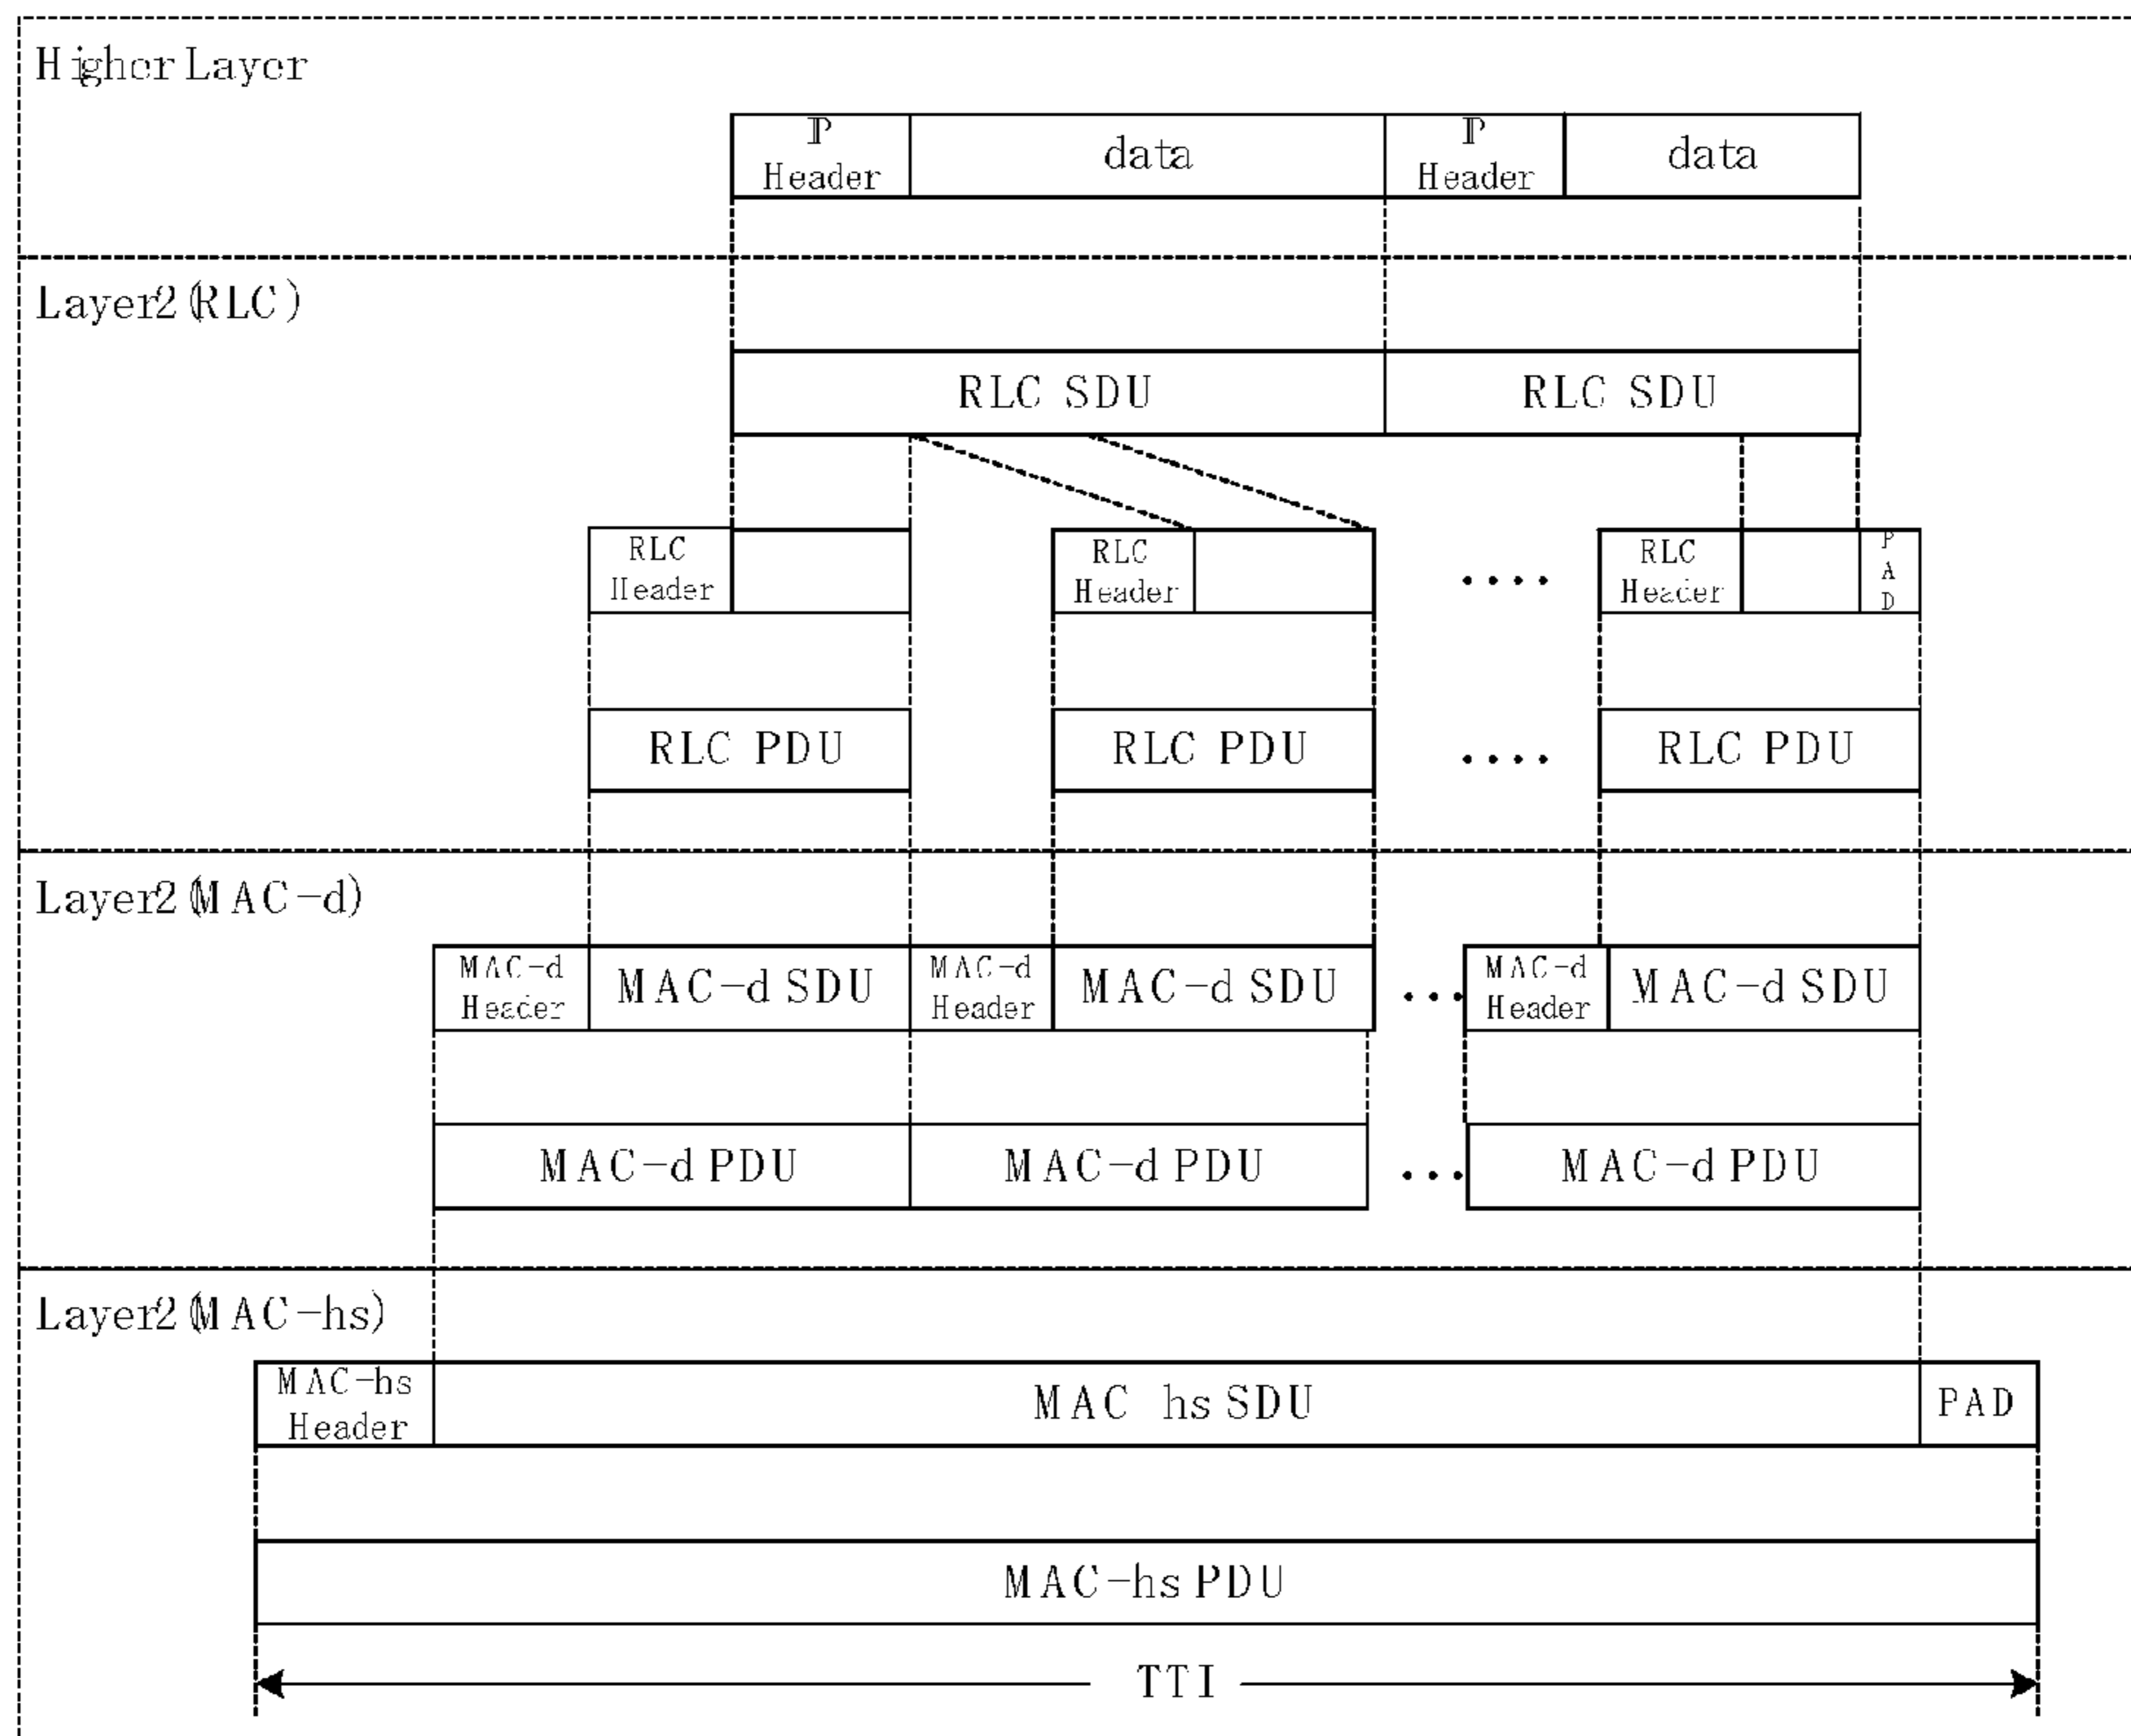 Higher Layer
IP Header data IP Header data
Layer2(RLC)
RLC SDU RLC SDU
RLC Header RLC Header .... RLC Header PAD
RLC PDU RLC PDU .... RLC PDU
Layer2(MAC-d)
MAC-d Header MAC-d SDU MAC-d Header MAC-d SDU ... MAC-d Header MAC-d SDU
MAC-d PDU MAC-d PDU ... MAC-d PDU
Layer2(MAC-hs)
MAC-hs Header MAC hs SDU PAD
MAC-hs PDU
TTI